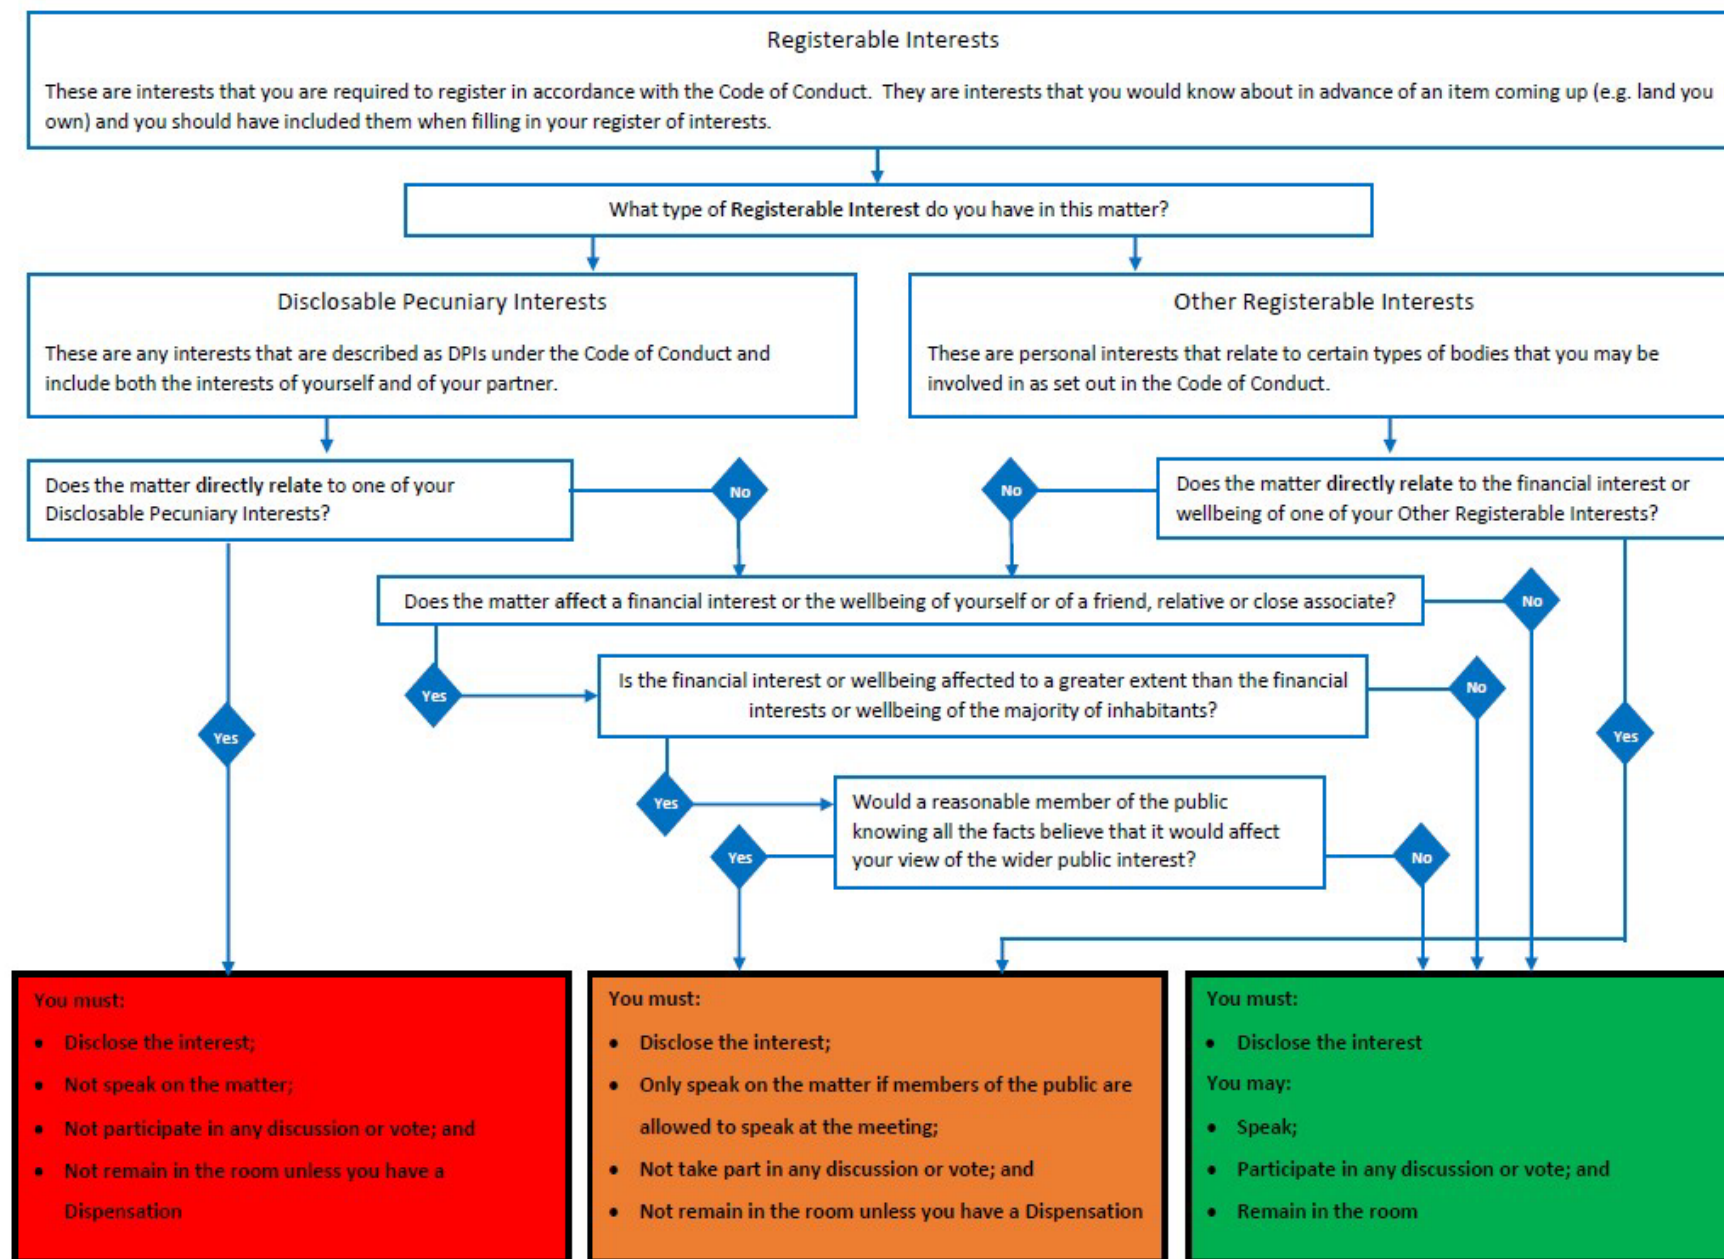 Registerable Interests
These are interests that you are required to register in accordance with the Code of Conduct. They are interests that you would know about in advance of an item coming up (e.g. land you
own) and you should have included them when filling in your register of interests.
What type of Registerable Interest do you have in this matter?
Disclosable Pecuniary Interests
These are any interests that are described as DPIs under the Code of Conduct and
include both the interests of yourself and of your partner.
Other Registerable Interests
These are personal interests that relate to certain types of bodies that you may be
involved in as set out in the Code of Conduct.
Does the matter directly relate to one of your
Disclosable Pecuniary Interests?
No
No
Does the matter directly relate to the financial interest or
wellbeing of one of your Other Registerable Interests?
Does the matter affect a financial interest or the wellbeing of yourself or of a friend, relative or close associate?
No
Yes
Is the financial interest or wellbeing affected to a greater extent than the financial
interests or wellbeing of the majority of inhabitants?
No
Yes
Yes
Yes
Would a reasonable member of the public
knowing all the facts believe that it would affect
your view of the wider public interest?
Yes
No
You must:
• Disclose the interest;
• Not speak on the matter;
• Not participate in any discussion or vote; and
• Not remain in the room unless you have a
Dispensation
You must:
• Disclose the interest;
• Only speak on the matter if members of the public are
allowed to speak at the meeting;
• Not take part in any discussion or vote; and
• Not remain in the room unless you have a Dispensation
You must:
• Disclose the interest
You may:
• Speak;
• Participate in any discussion or vote; and
• Remain in the room